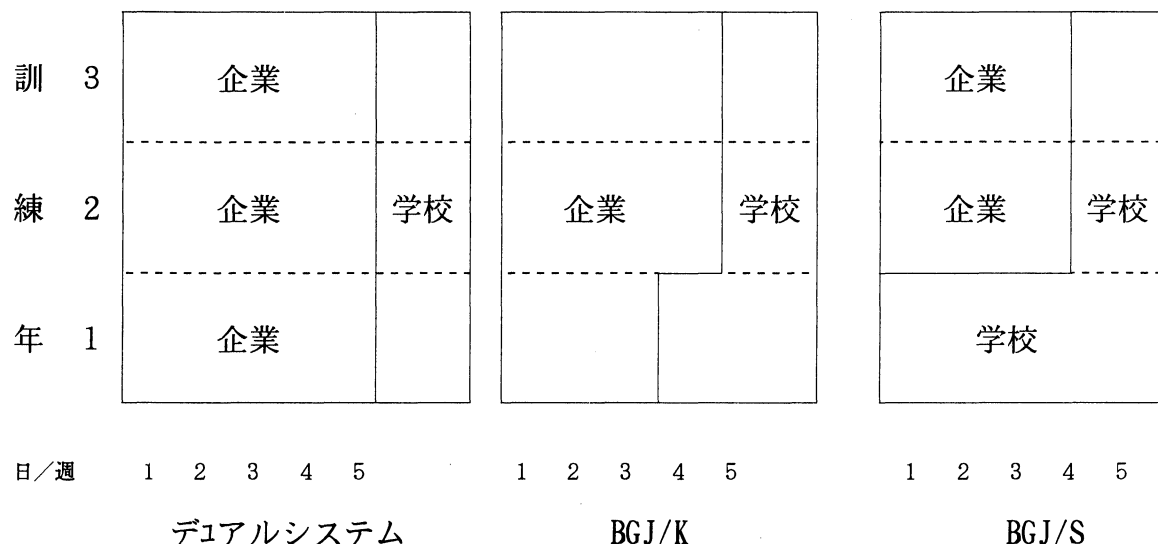 訓 3 企業 企業
練 2 企業 学校 企業 学校 企業 学校
年 1 企業 学校
日/週 1 2 3 4 5 1 2 3 4 5 1 2 3 4 5
デュアルシステム BGJ/K BGJ/S